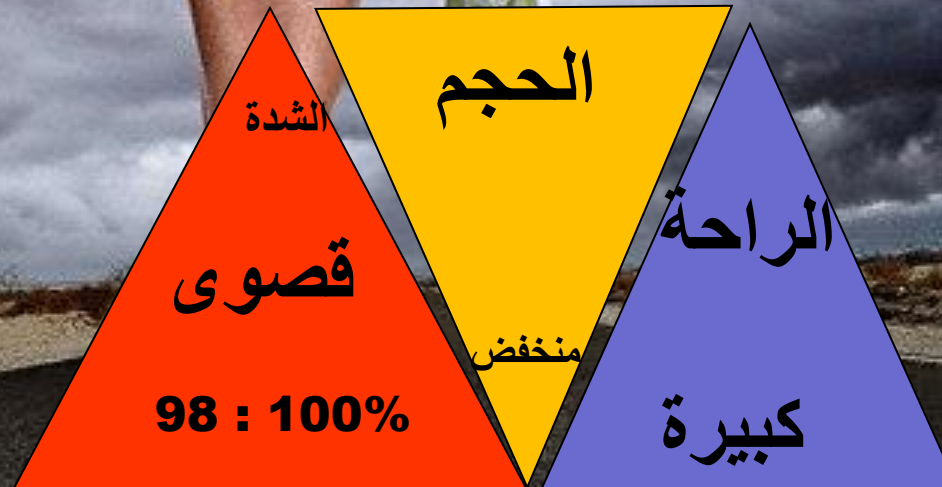 الشدة
قصوى
98 : 100%
الحجم
منخفض
الراحة
كبيرة